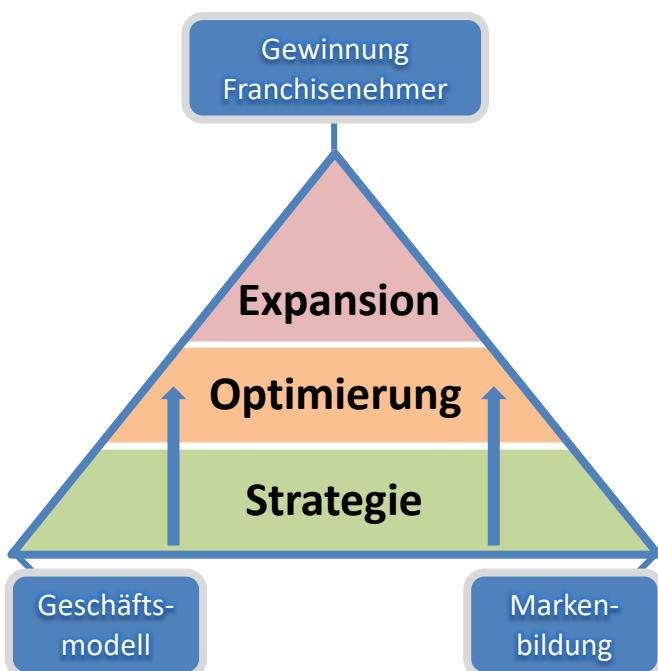 Gewinnung
Franchisenehmer
Expansion
Optimierung
Strategie
Geschäfts-
modell
Marken-
bildung